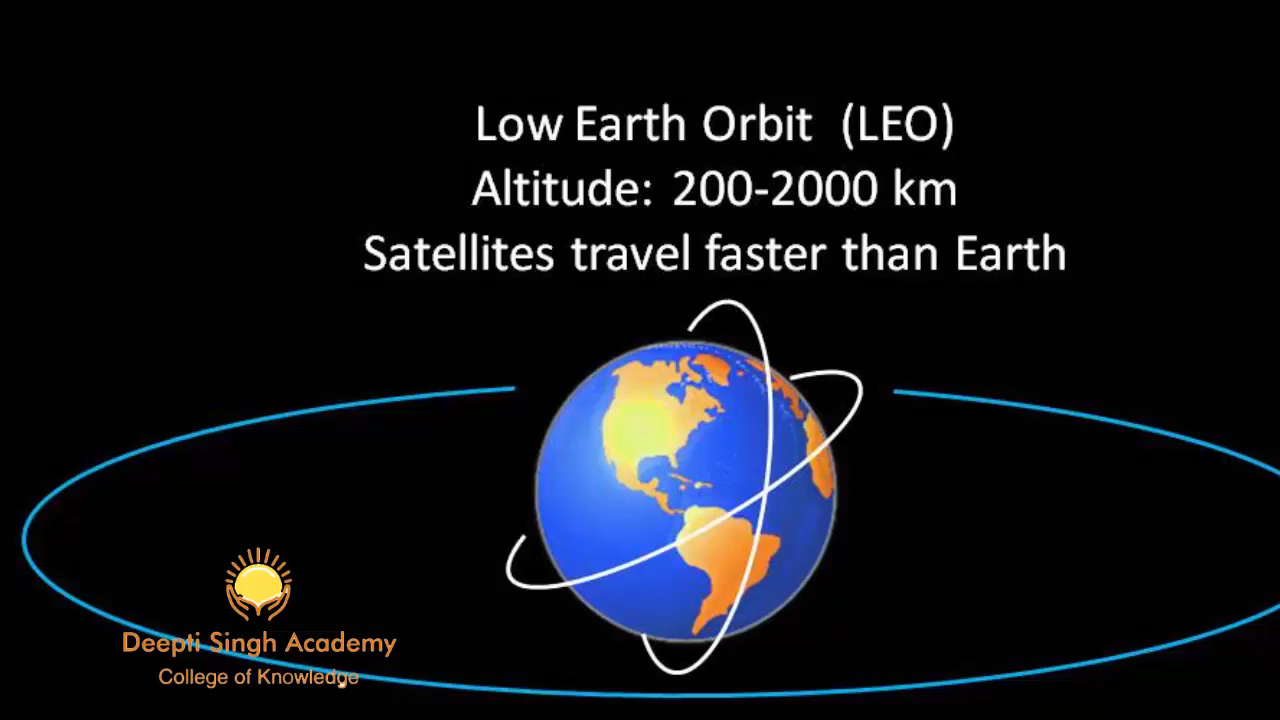 Low Earth Orbit (LEO)
Altitude: 200-2000 km
Satellites travel faster than Earth
Deepti Singh Academy
College of Knowledge